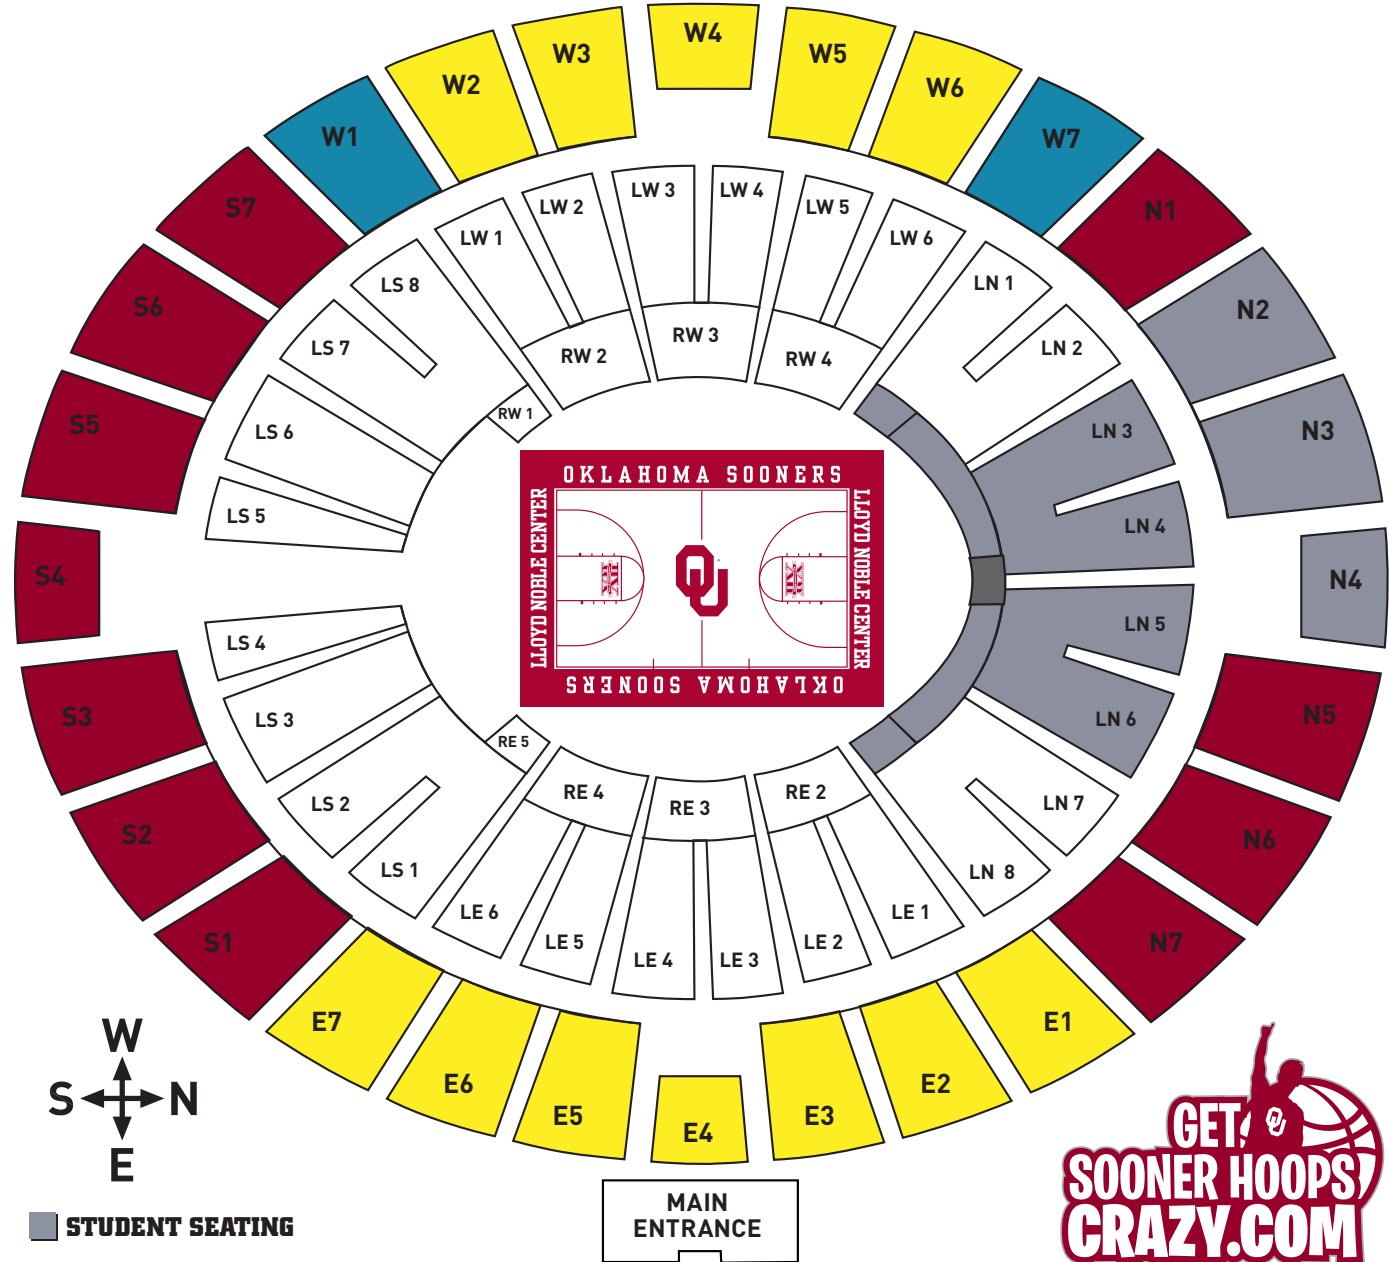 W4
W3
W5
W2
W6
W1
W7
S7
N1
S6
N2
S5
N3
S4
N4
S3
N5
S2
N6
S1
N7
E7
E1
E6
E2
E5
E3
E4
LW 3
LW 4
LW 2
LW 5
LW 1
LW 6
LS 8
LN 1
LS 7
LN 2
LS 6
LN 3
LS 5
LN 4
LS 4
LN 5
LS 3
LN 6
LS 2
LN 7
LS 1
LN 8
LE 6
LE 1
LE 5
LE 2
LE 4
LE 3
RW 3
RW 2
RW 4
RW 1
RE 5
RE 4
RE 3
RE 2
OKLAHOMA SOONERS
LLOYD NOBLE CENTER
LLOYD NOBLE CENTER
OU
OKLAHOMA SOONERS
W
S
N
E
STUDENT SEATING
MAIN
ENTRANCE
OU
GET
SOONER HOOPS
CRAZY.COM